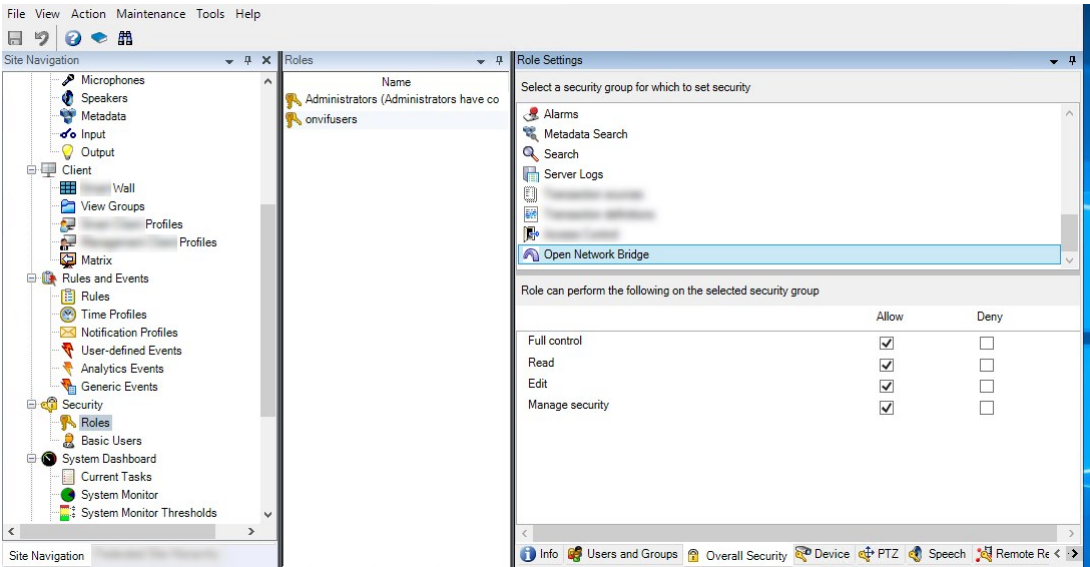 File View Action Maintenance Tools Help
Site Navigation
Microphones
Speakers
Metadata
Input
Output
Client
Wall
View Groups
Profiles
Profiles
Matrix
Rules and Events
Rules
Time Profiles
Notification Profiles
User-defined Events
Analytics Events
Generic Events
Security
Roles
Basic Users
System Dashboard
Current Tasks
System Monitor
System Monitor Thresholds
Site Navigation
Roles
Name
Administrators (Administrators have co
onvifusers
Role Settings
Select a security group for which to set security
Alarms
Metadata Search
Search
Server Logs
Open Network Bridge
Role can perform the following on the selected security group
Allow Deny
Full control
Read
Edit
Manage security
Info Users and Groups Overall Security Device PTZ Speech Remote Re